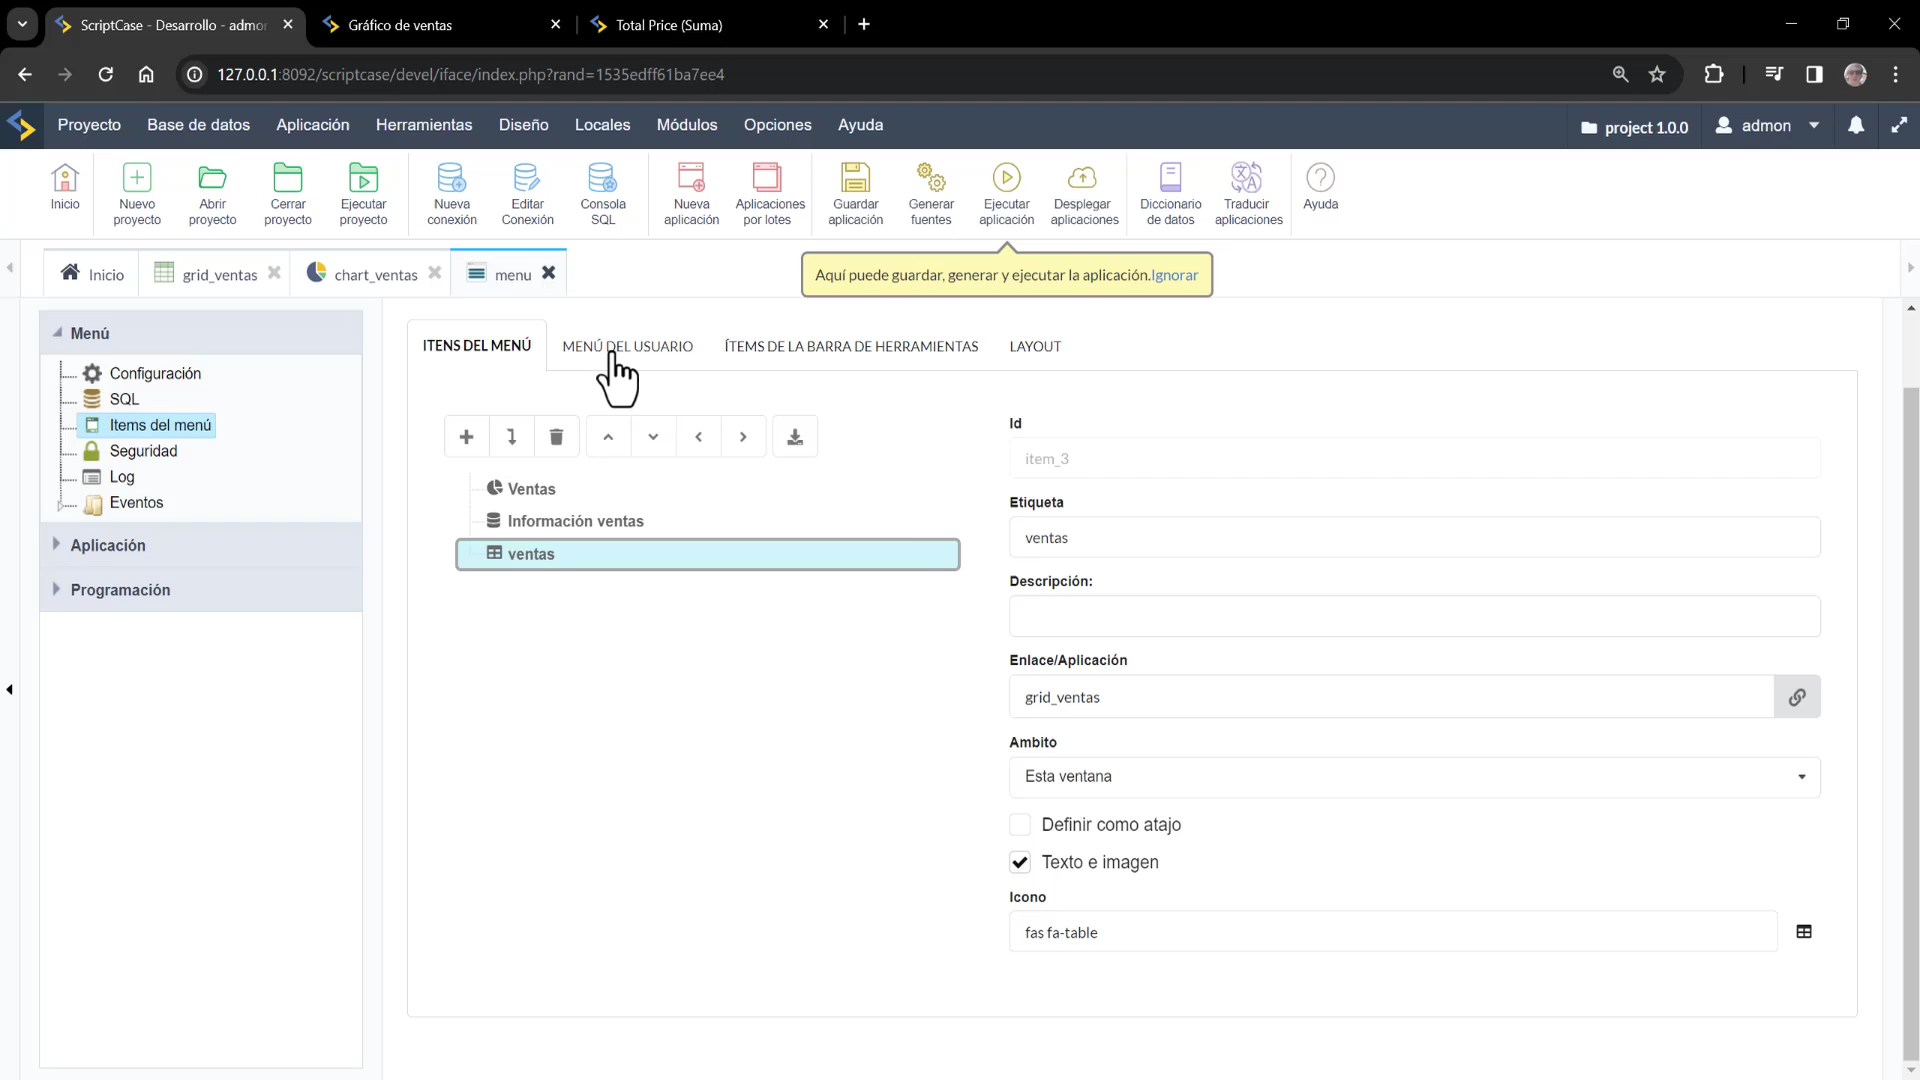 ScriptCase - Desarrollo - admor
Gráfico de ventas
Total Price (Suma)
127.0.0.1:8092/scriptcase/devel/iface/index.php?rand=1535edff61ba7ee4
Proyecto Base de datos Aplicación Herramientas Diseño Locales Módulos Opciones Ayuda
project 1.0.0
admon
Inicio
Nuevo proyecto
Abrir proyecto
Cerrar proyecto
Ejecutar proyecto
Nueva conexión
Editar Conexión
Consola SQL
Nueva aplicación
Aplicaciones por lotes
Guardar aplicación
Generar fuentes
Ejecutar aplicación
Desplegar aplicaciones
Diccionario de datos
Traducir aplicaciones
Ayuda
Inicio
grid_ventas
chart_ventas
menu
Aquí puede guardar, generar y ejecutar la aplicación.Ignorar
Menú
Configuración
SQL
Items del menú
Seguridad
Log
Eventos
Aplicación
Programación
ITENS DEL MENÚ
MENÚ DEL USUARIO
ÍTEMS DE LA BARRA DE HERRAMIENTAS
LAYOUT
Ventas
Información ventas
ventas
Id
item_3
Etiqueta
ventas
Descripción:
Enlace/Aplicación
grid_ventas
Ambito
Esta ventana
Definir como atajo
Texto e imagen
Icono
fas fa-table